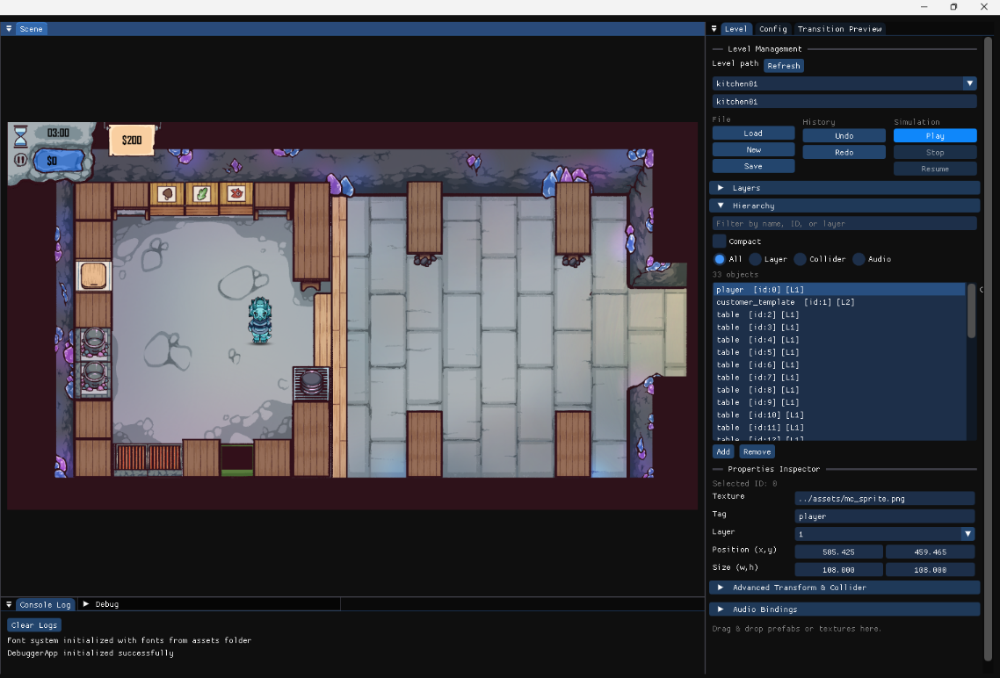 Scene
03:00
$200
$0
Console Log
Debug
Clear Logs
Font system initialized with fonts from assets folder
DebuggerApp initialized successfully
Level Config Transition Preview
Level Management
Level path Refresh
kitchen01
kitchen01
File History Simulation
Load Undo Play
New Redo Stop
Save Resume
Layers
Hierarchy
Filter by name, ID, or layer
Compact
All Layer Collider Audio
33 objects
player [id:0] [L1]
customer_template [id:1] [L2]
table [id:2] [L1]
table [id:3] [L1]
table [id:4] [L1]
table [id:5] [L1]
table [id:6] [L1]
table [id:7] [L1]
table [id:8] [L1]
table [id:9] [L1]
table [id:10] [L1]
table [id:11] [L1]
table [id:12] [L1]
Add Remove
Properties Inspector
Selected ID: 0
Texture ../assets/mc_sprite.png
Tag player
Layer 1
Position (x,y) 585.425 459.465
Size (w,h) 108.000 108.000
Advanced Transform & Collider
Audio Bindings
Drag & drop prefabs or textures here.